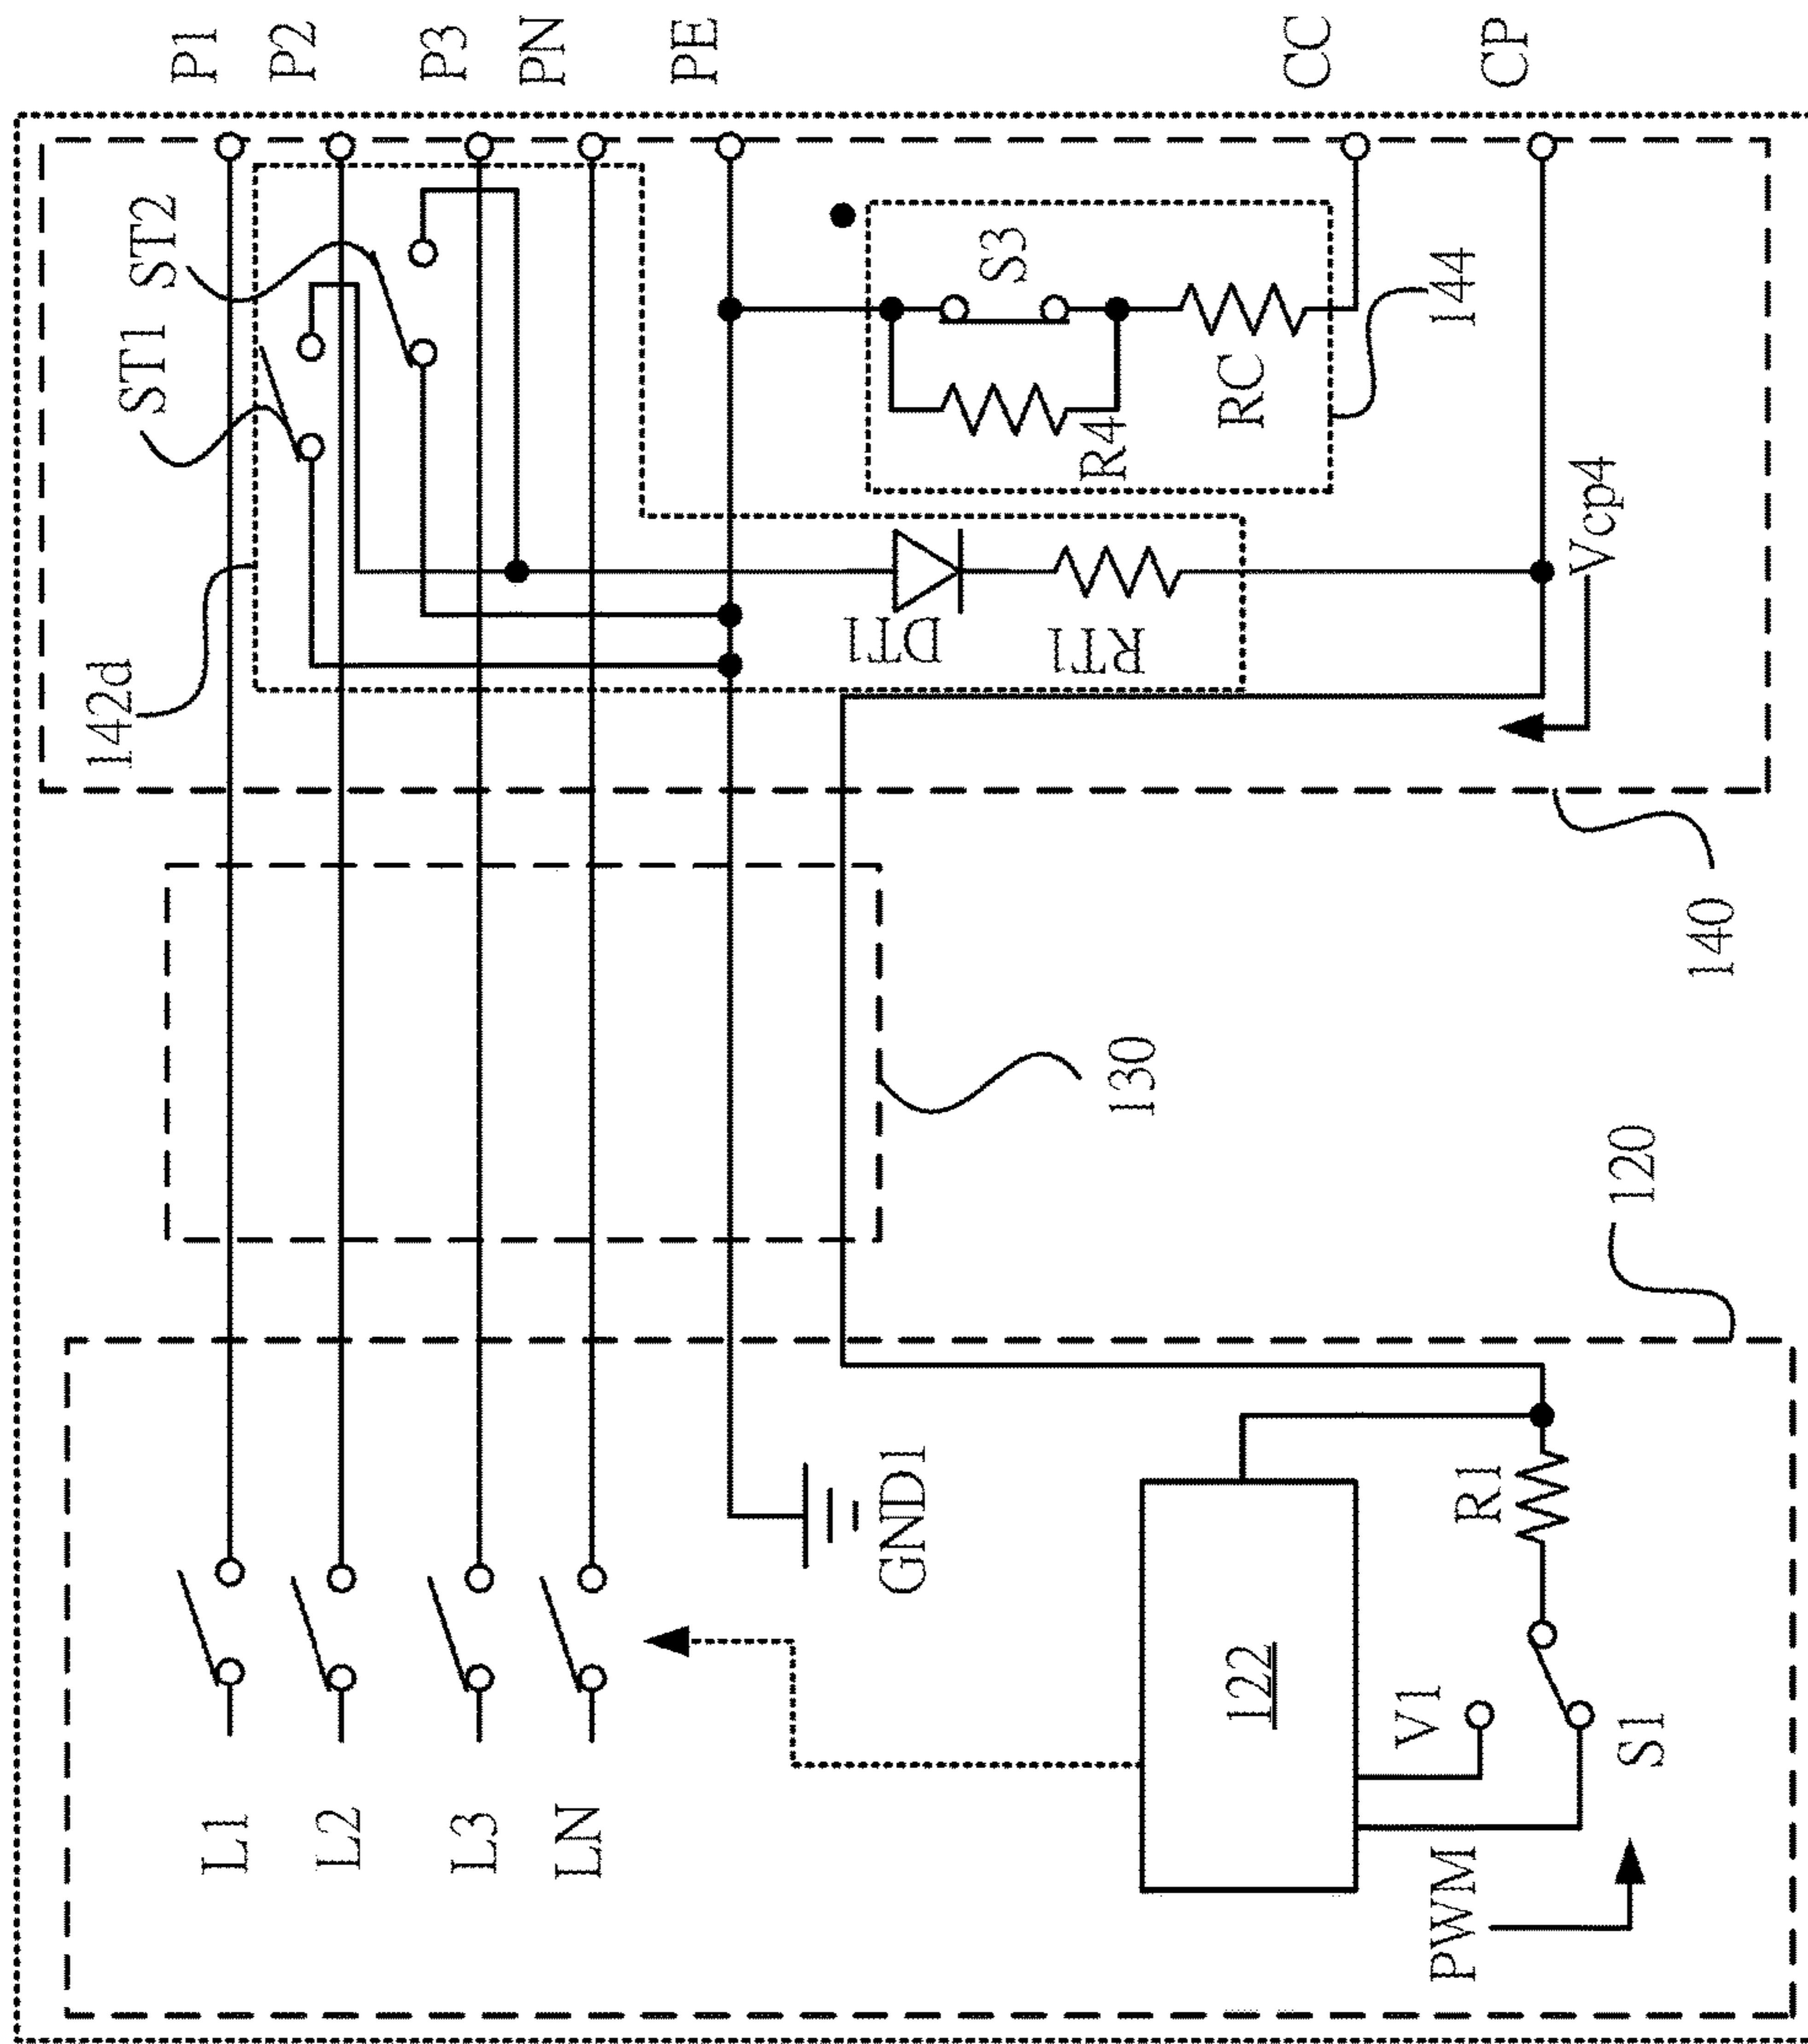 P1
P2
P3
PN
PE
CC
CP
ST1
ST2
S3
R4
RC
144
142d
DT1
RT1
Vcp4
140
130
120
L1
L2
L3
LN
GND1
122
R1
V1
S1
PWM